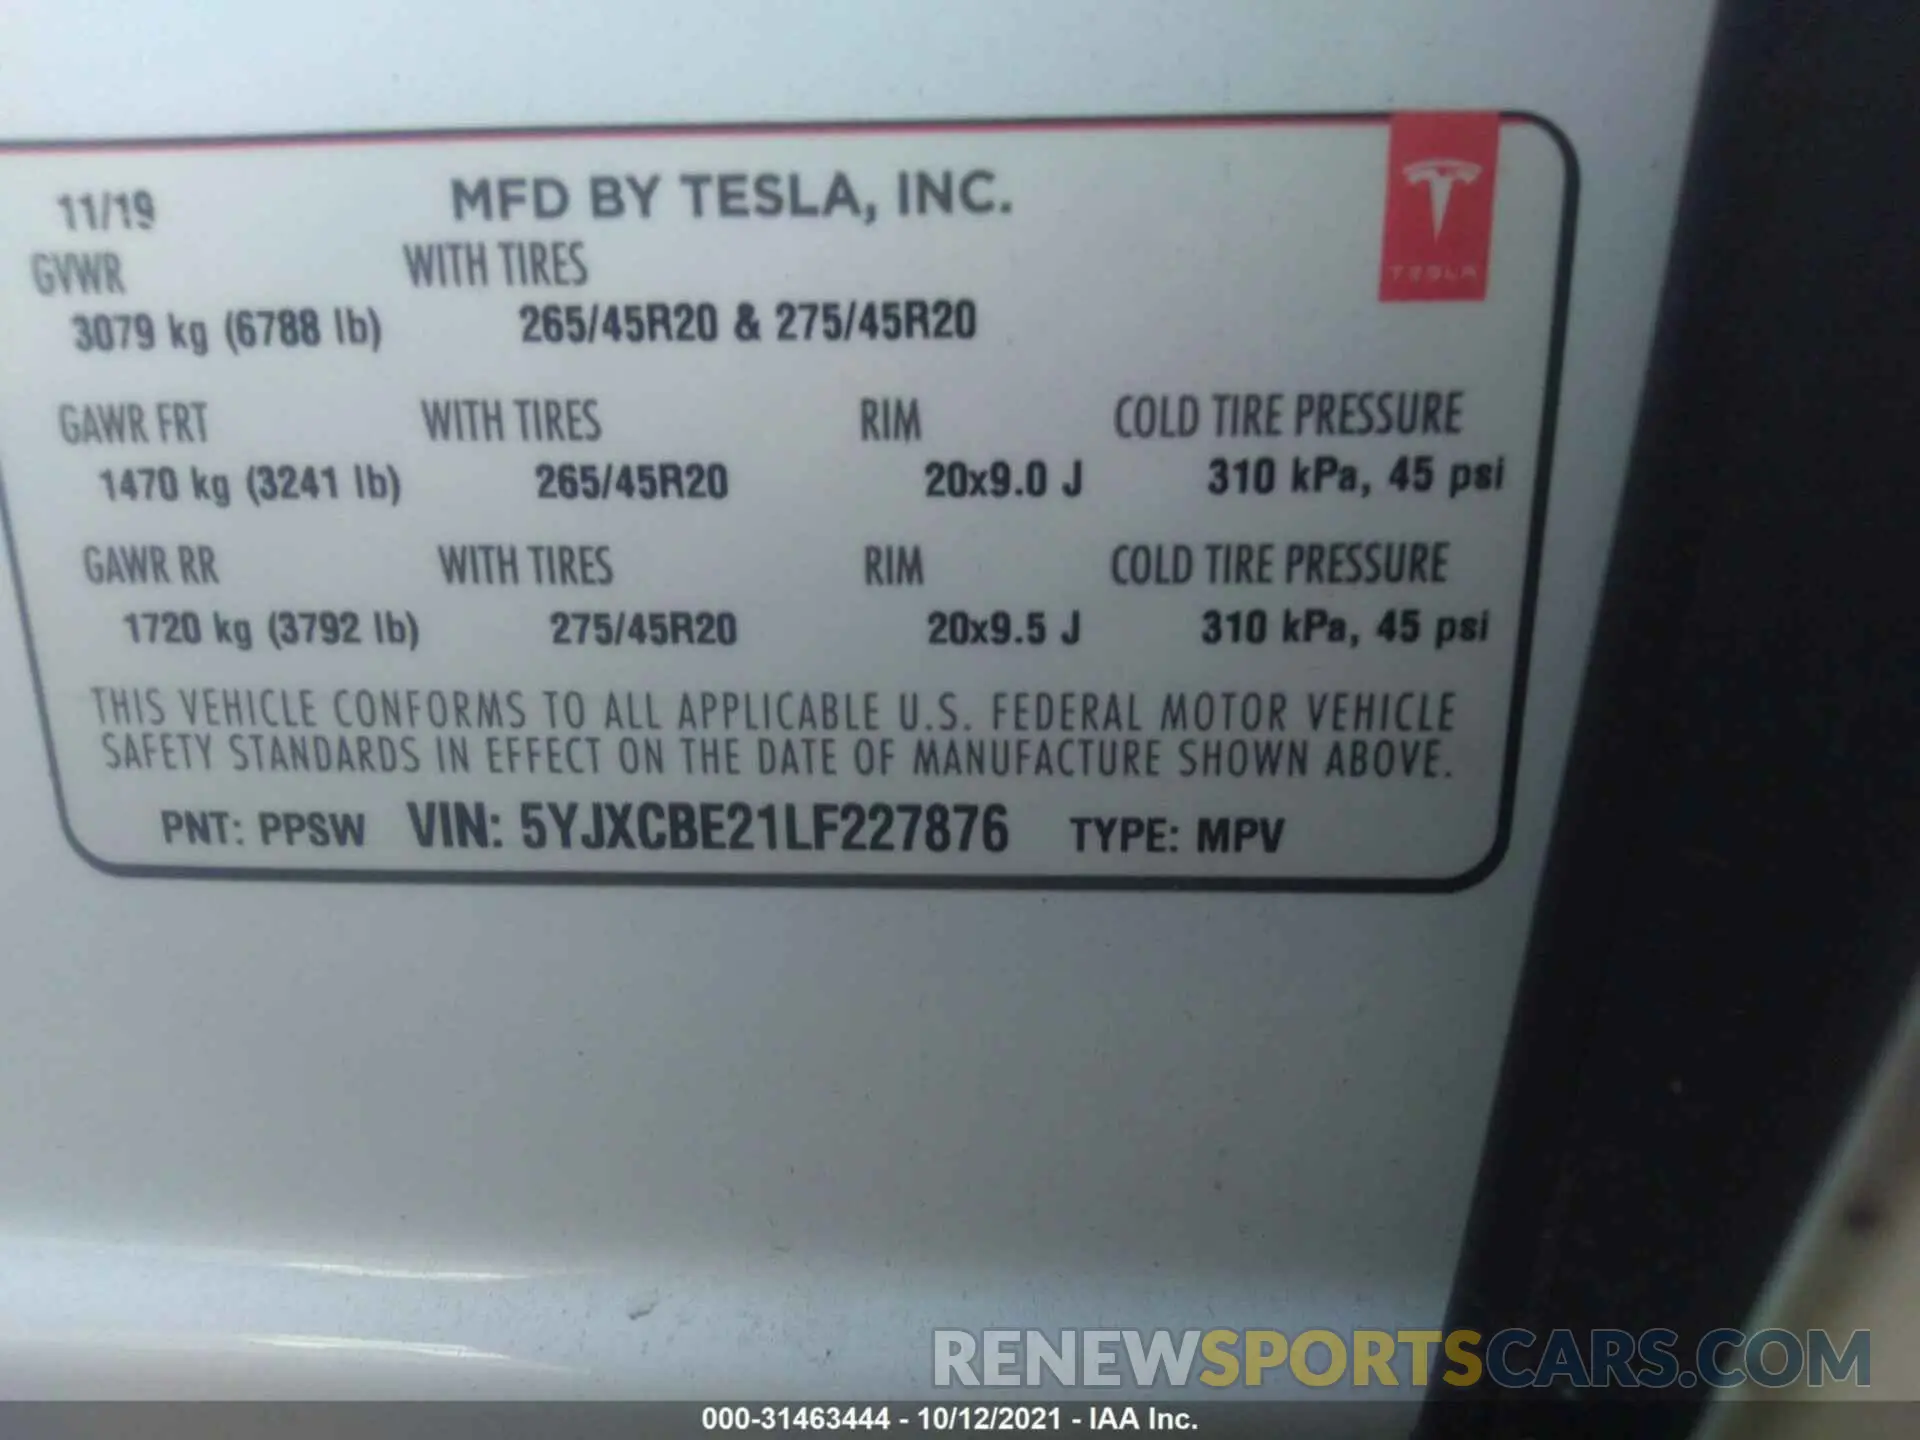 11/19 MFD BY TESLA, INC.
TESLA
GVWR WITH TIRES
3079 kg (6788 lb) 265/45R20 & 275/45R20
GAWR FRT WITH TIRES RIM COLD TIRE PRESSURE
1470 kg (3241 lb) 265/45R20 20x9.0 J 310 kPa, 45 psi
GAWR RR WITH TIRES RIM COLD TIRE PRESSURE
1720 kg (3792 lb) 275/45R20 20x9.5 J 310 kPa, 45 psi
THIS VEHICLE CONFORMS TO ALL APPLICABLE U.S. FEDERAL MOTOR VEHICLE
SAFETY STANDARDS IN EFFECT ON THE DATE OF MANUFACTURE SHOWN ABOVE.
PNT: PPSW VIN: 5YJXCBE21LF227876 TYPE: MPV
RENEWSPORTSCARS.COM
000-31463444 - 10/12/2021 - IAA Inc.